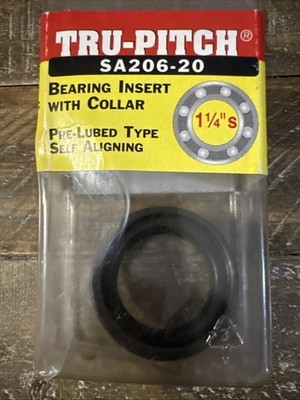 TRU-PITCH®
SA206-20
BEARING INSERT
WITH COLLAR
PRE-LUBED TYPE
SELF ALIGNING
1¼"S